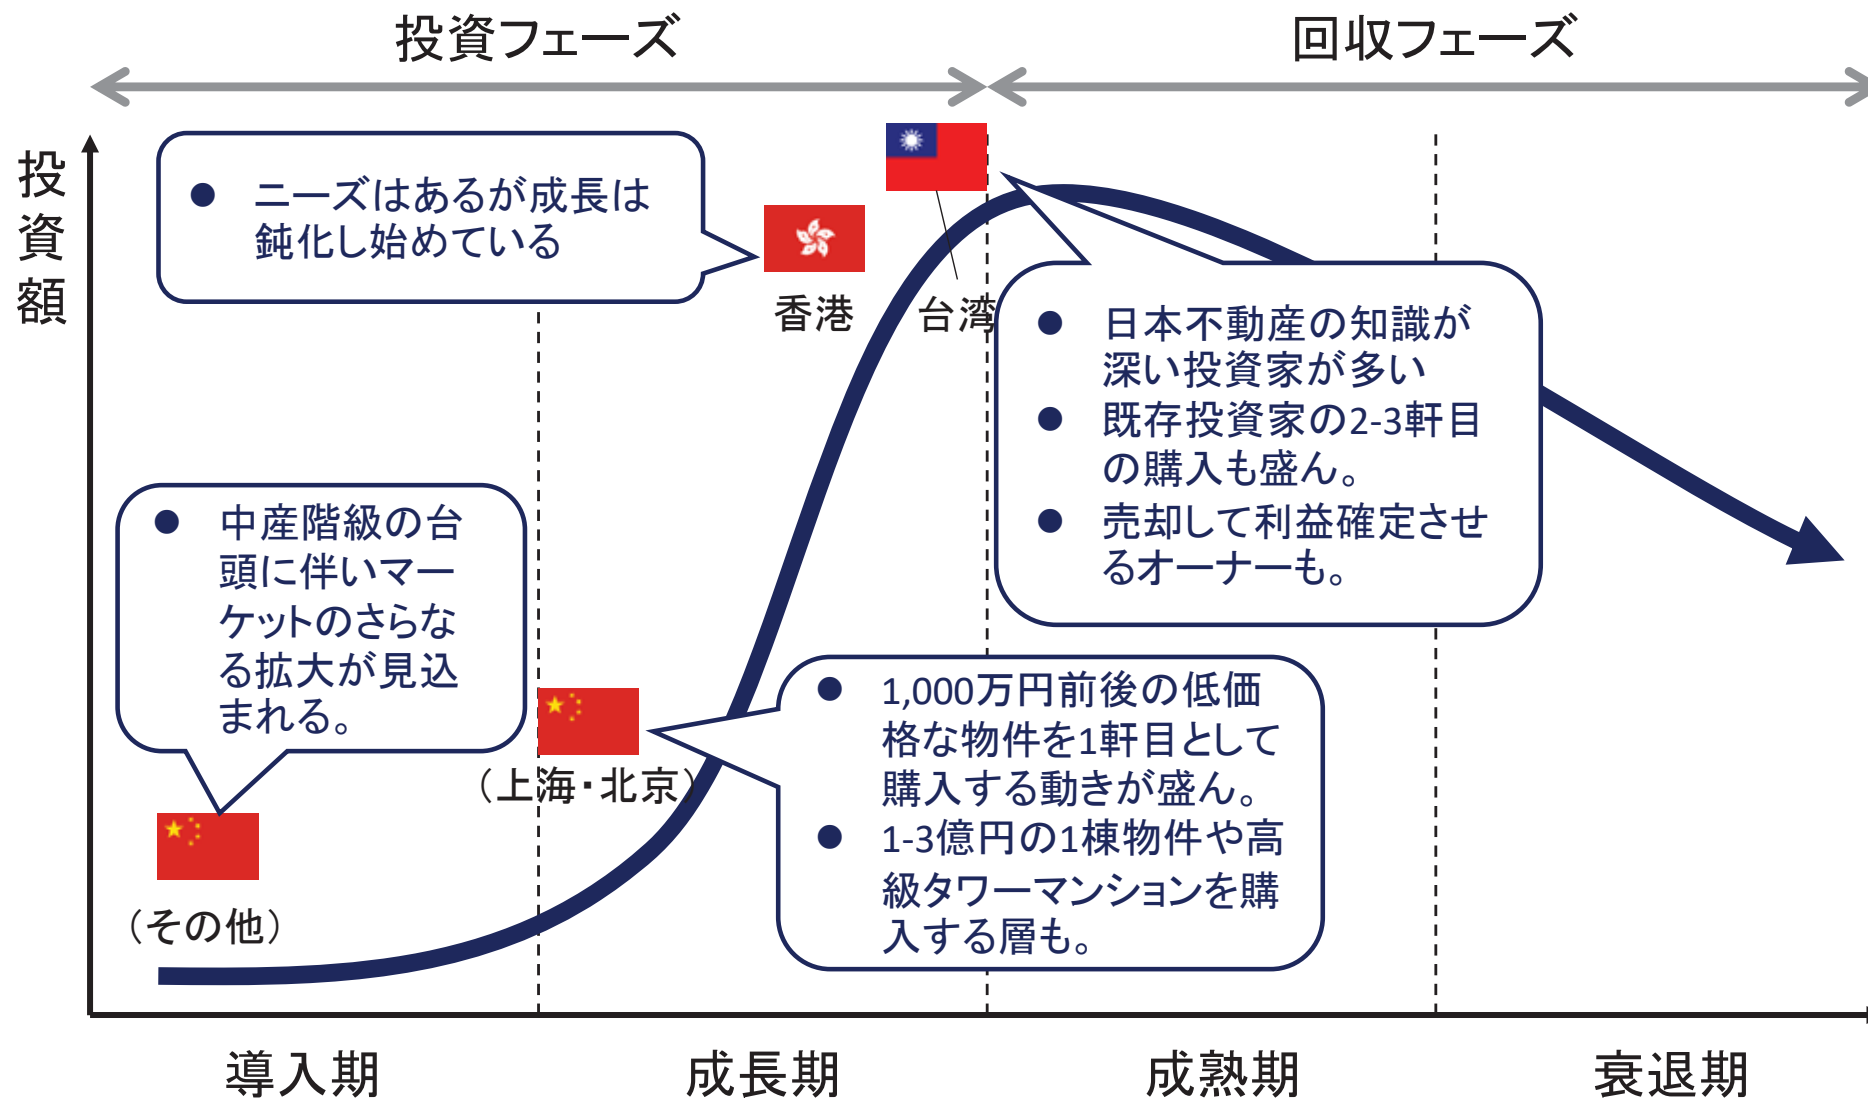 投資フェーズ
回収フェーズ
投
資
額
● ニーズはあるが成長は
鈍化し始めている
香港
台湾
● 日本不動産の知識が
深い投資家が多い
● 既存投資家の2-3軒目
の購入も盛ん。
● 売却して利益確定させ
るオーナーも。
● 中産階級の台
頭に伴いマー
ケットのさらな
る拡大が見込
まれる。
（その他）
（上海・北京）
● 1,000万円前後の低価
格な物件を1軒目として
購入する動きが盛ん。
● 1-3億円の1棟物件や高
級タワーマンションを購
入する層も。
導入期
成長期
成熟期
衰退期